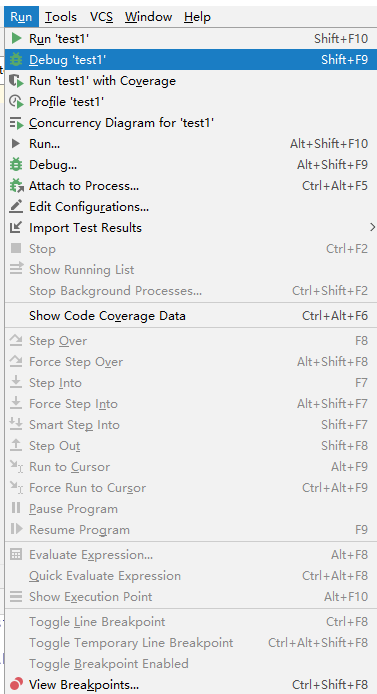 Run Tools VCS Window Help
Run 'test1' Shift+F10
Debug 'test1' Shift+F9
Run 'test1' with Coverage
Profile 'test1'
Concurrency Diagram for 'test1'
Run... Alt+Shift+F10
Debug... Alt+Shift+F9
Attach to Process... Ctrl+Alt+F5
Edit Configurations...
Import Test Results
Stop Ctrl+F2
Show Running List
Stop Background Processes... Ctrl+Shift+F2
Show Code Coverage Data Ctrl+Alt+F6
Step Over F8
Force Step Over Alt+Shift+F8
Step Into F7
Force Step Into Alt+Shift+F7
Smart Step Into Shift+F7
Step Out Shift+F8
Run to Cursor Alt+F9
Force Run to Cursor Ctrl+Alt+F9
Pause Program
Resume Program F9
Evaluate Expression... Alt+F8
Quick Evaluate Expression Ctrl+Alt+F8
Show Execution Point Alt+F10
Toggle Line Breakpoint Ctrl+F8
Toggle Temporary Line Breakpoint Ctrl+Alt+Shift+F8
Toggle Breakpoint Enabled
View Breakpoints... Ctrl+Shift+F8